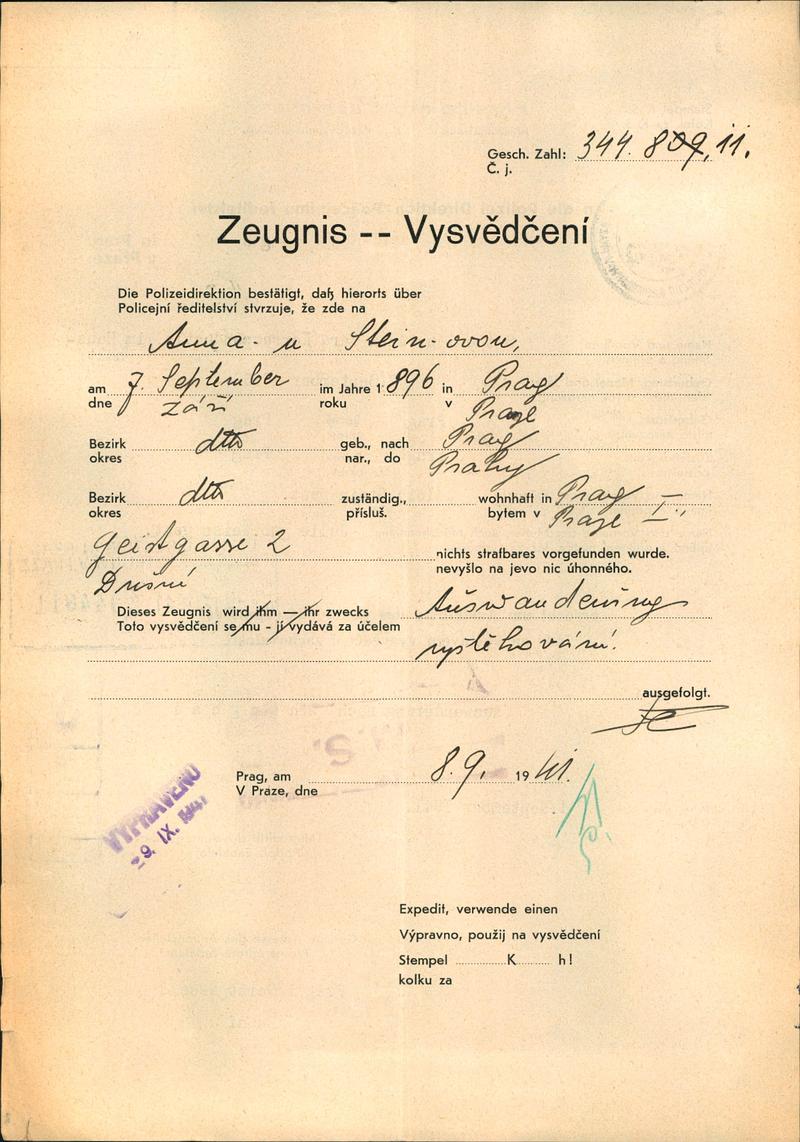 Gesch. Zahl: 344.809,11.
Č. j.
Zeugnis -- Vysvědčení
Die Polizeidirektion bestätigt, daß hierorts über
Policejní ředitelství stvrzuje, že zde na
Anna-u Stein-ovou,
am 7. September im Jahre 1896 in Prag
dne září roku v Praze
Bezirk dtto geb., nach Prag
okres nar., do Prahy
Bezirk dtto zuständig., wohnhaft in Prag I.,
okres přísluš. bytem v Praze
Geistgasse 2 nichts strafbares vorgefunden wurde.
Dušní nevyšlo na jevo nic úhonného.
Dieses Zeugnis wird ihm — ihr zwecks Auswanderung
Toto vysvědčení se mu - jí vydává za účelem vystěhování.
ausgefolgt.
Prag, am 8.9. 1941.
V Praze, dne
VYPRAVENO
-9. IX. 1941
Expedit, verwende einen
Výpravno, použij na vysvědčení
Stempel K h!
kolku za